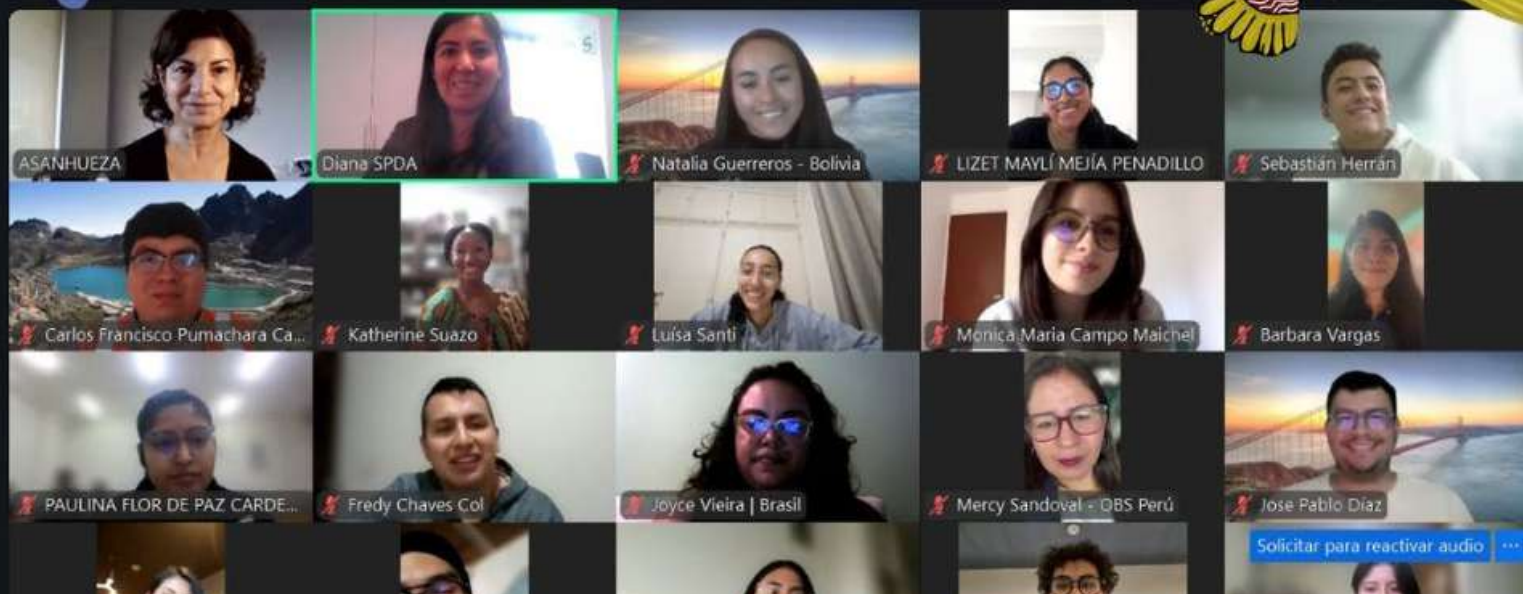 ASANHUEZA
Diana SPDA
Natalia Guerreros - Bolivia
LIZET MAYLÍ MEJÍA PENADILLO
Sebastián Herrán
Carlos Francisco Pumachara Ca...
Katherine Suazo
Luísa Santi
Monica Maria Campo Maichel
Barbara Vargas
PAULINA FLOR DE PAZ CARDE...
Fredy Chaves Col
Joyce Vieira | Brasil
Mercy Sandoval - OBS Perú
Jose Pablo Díaz
Solicitar para reactivar audio ...